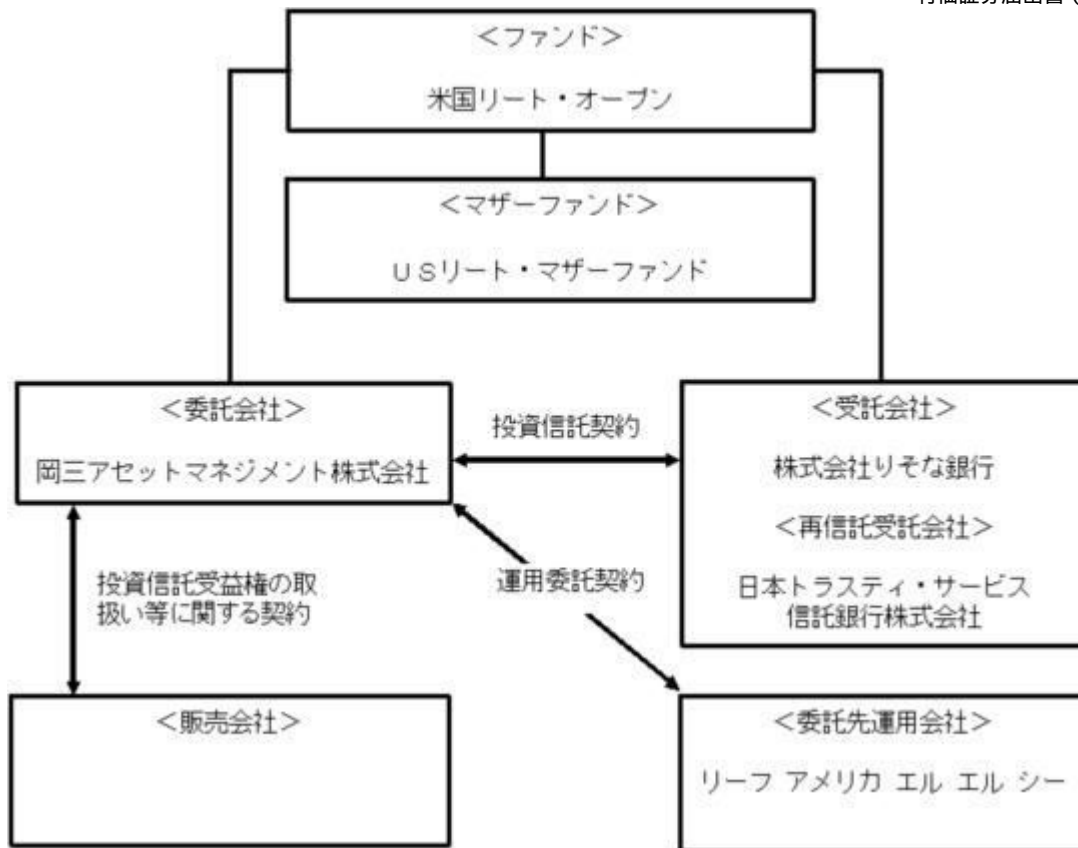 ＜ファンド＞
米国リート・オープン
＜マザーファンド＞
ＵＳリート・マザーファンド
＜委託会社＞
岡三アセットマネジメント株式会社
投資信託契約
＜受託会社＞
株式会社りそな銀行
＜再信託受託会社＞
日本トラスティ・サービス
信託銀行株式会社
投資信託受益権の取
扱い等に関する契約
運用委託契約
＜販売会社＞
＜委託先運用会社＞
リーフ アメリカ エル エル シー